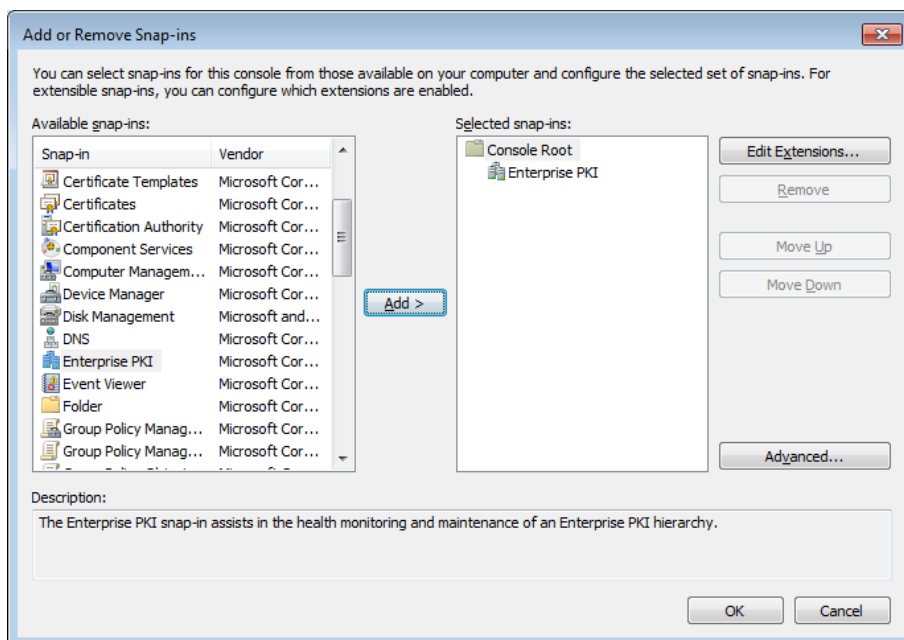 Add or Remove Snap-ins
You can select snap-ins for this console from those available on your computer and configure the selected set of snap-ins. For
extensible snap-ins, you can configure which extensions are enabled.
Available snap-ins:
Selected snap-ins:
Snap-in Vendor
Certificate Templates Microsoft Cor...
Certificates Microsoft Cor...
Certification Authority Microsoft Cor...
Component Services Microsoft Cor...
Computer Managem... Microsoft Cor...
Device Manager Microsoft Cor...
Disk Management Microsoft and...
DNS Microsoft Cor...
Enterprise PKI Microsoft Cor...
Event Viewer Microsoft Cor...
Folder Microsoft Cor...
Group Policy Manag... Microsoft Cor...
Group Policy Manag... Microsoft Cor...
Add >
Console Root
Enterprise PKI
Edit Extensions...
Remove
Move Up
Move Down
Advanced...
Description:
The Enterprise PKI snap-in assists in the health monitoring and maintenance of an Enterprise PKI hierarchy.
OK
Cancel